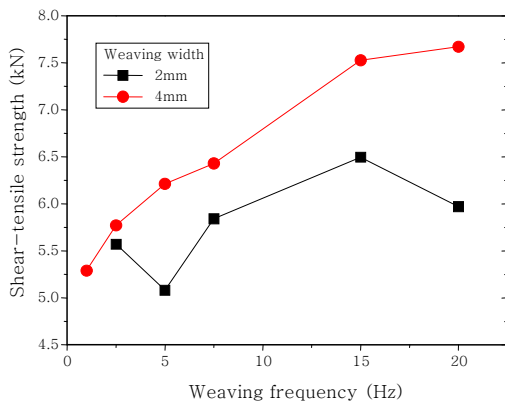 8.0
7.5
7.0
6.5
6.0
5.5
5.0
4.5
Shear-tensile strength (kN)
Weaving width
2mm
4mm
0
5
10
15
20
Weaving frequency (Hz)